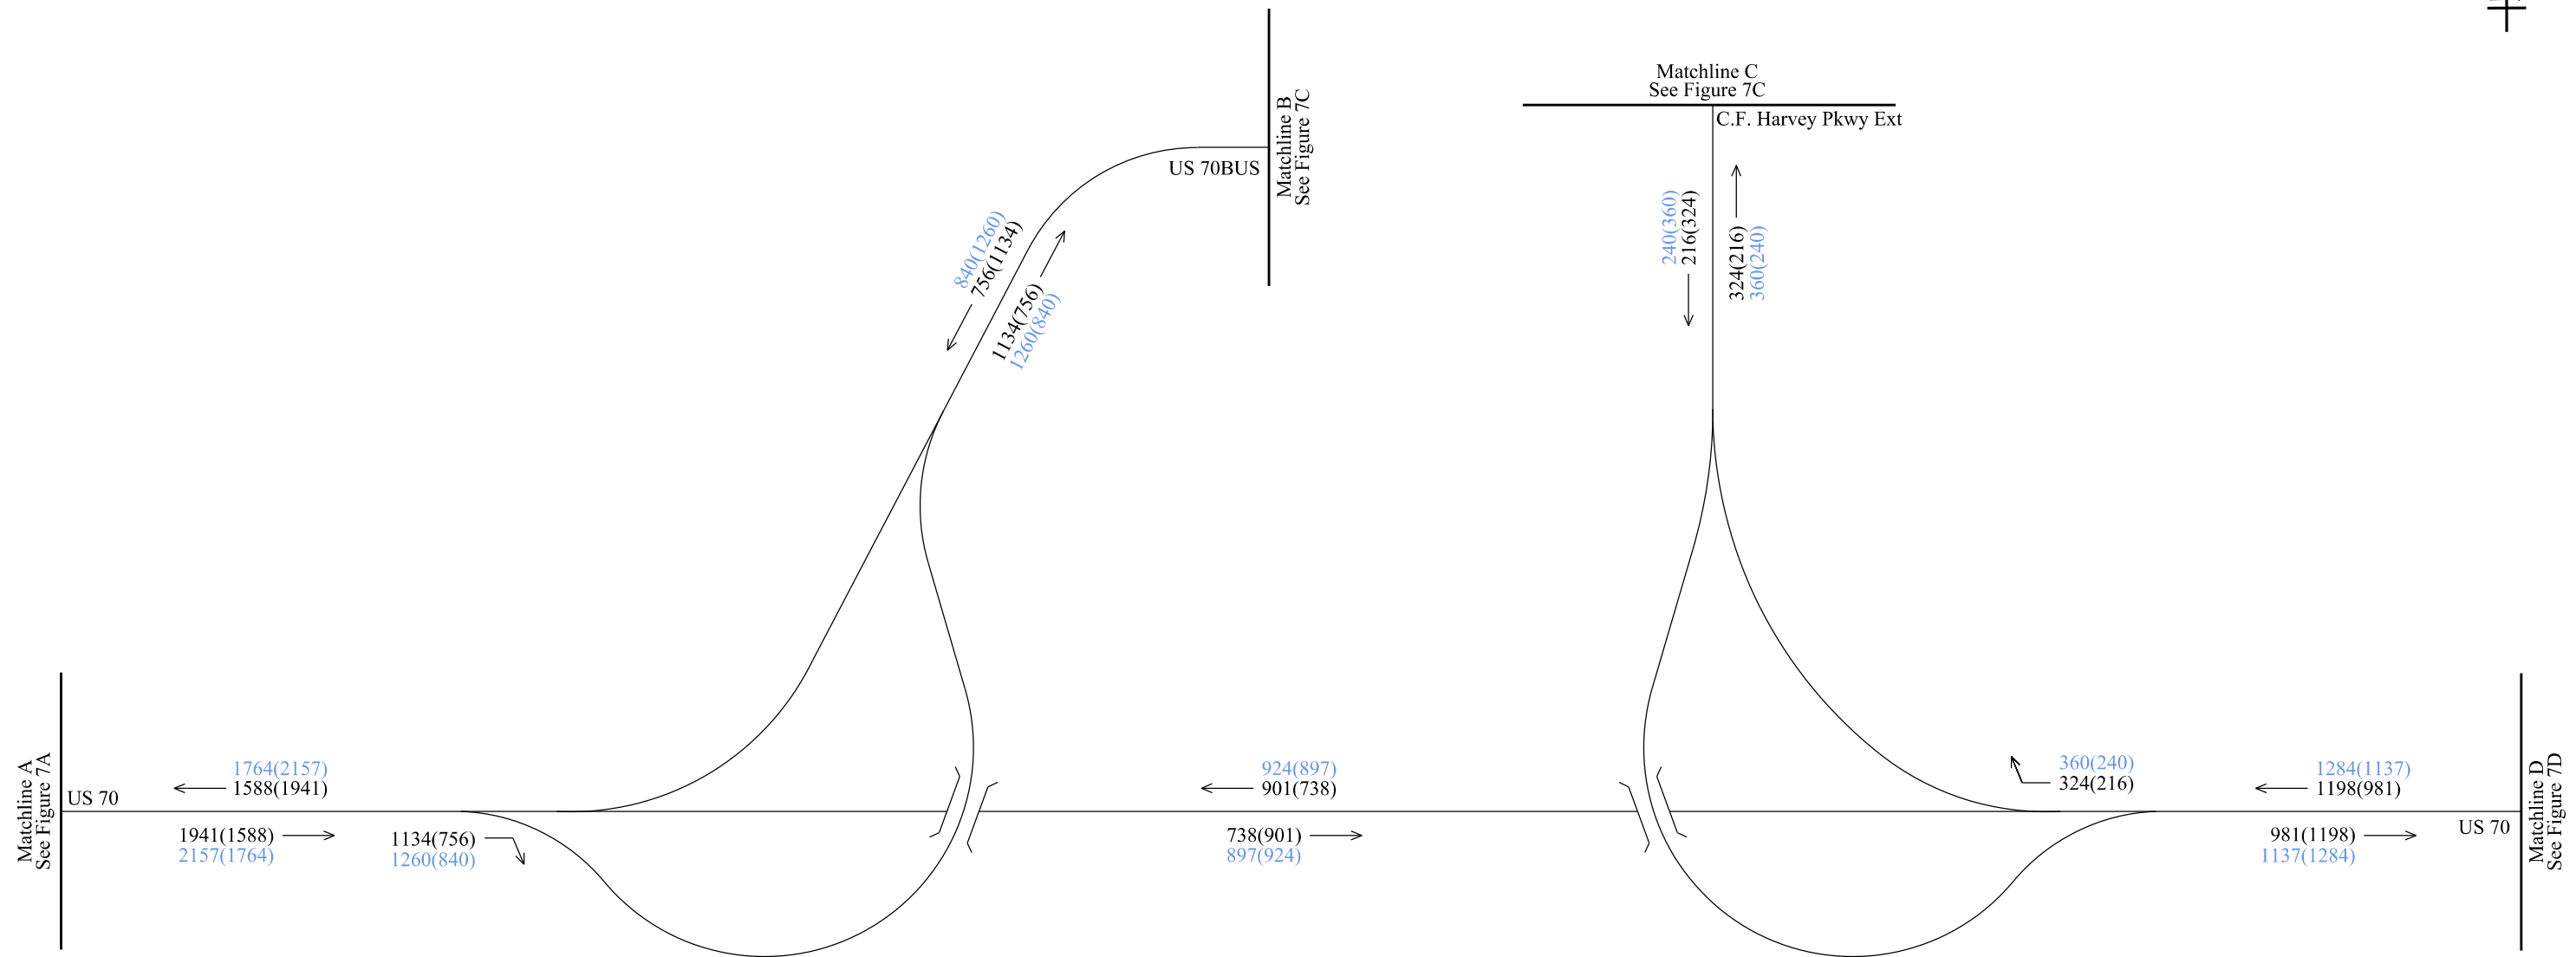 Matchline C
See Figure 7C
C.F. Harvey Pkwy Ext
Matchline B
See Figure 7C
US 70BUS
840(1260)
756(1134)
1134(756)
1260(840)
240(360)
216(324)
324(216)
360(240)
Matchline A
See Figure 7A
US 70
1764(2157)
1588(1941)
1941(1588)
2157(1764)
1134(756)
1260(840)
924(897)
901(738)
738(901)
897(924)
360(240)
324(216)
1284(1137)
1198(981)
981(1198)
1137(1284)
US 70
Matchline D
See Figure 7D